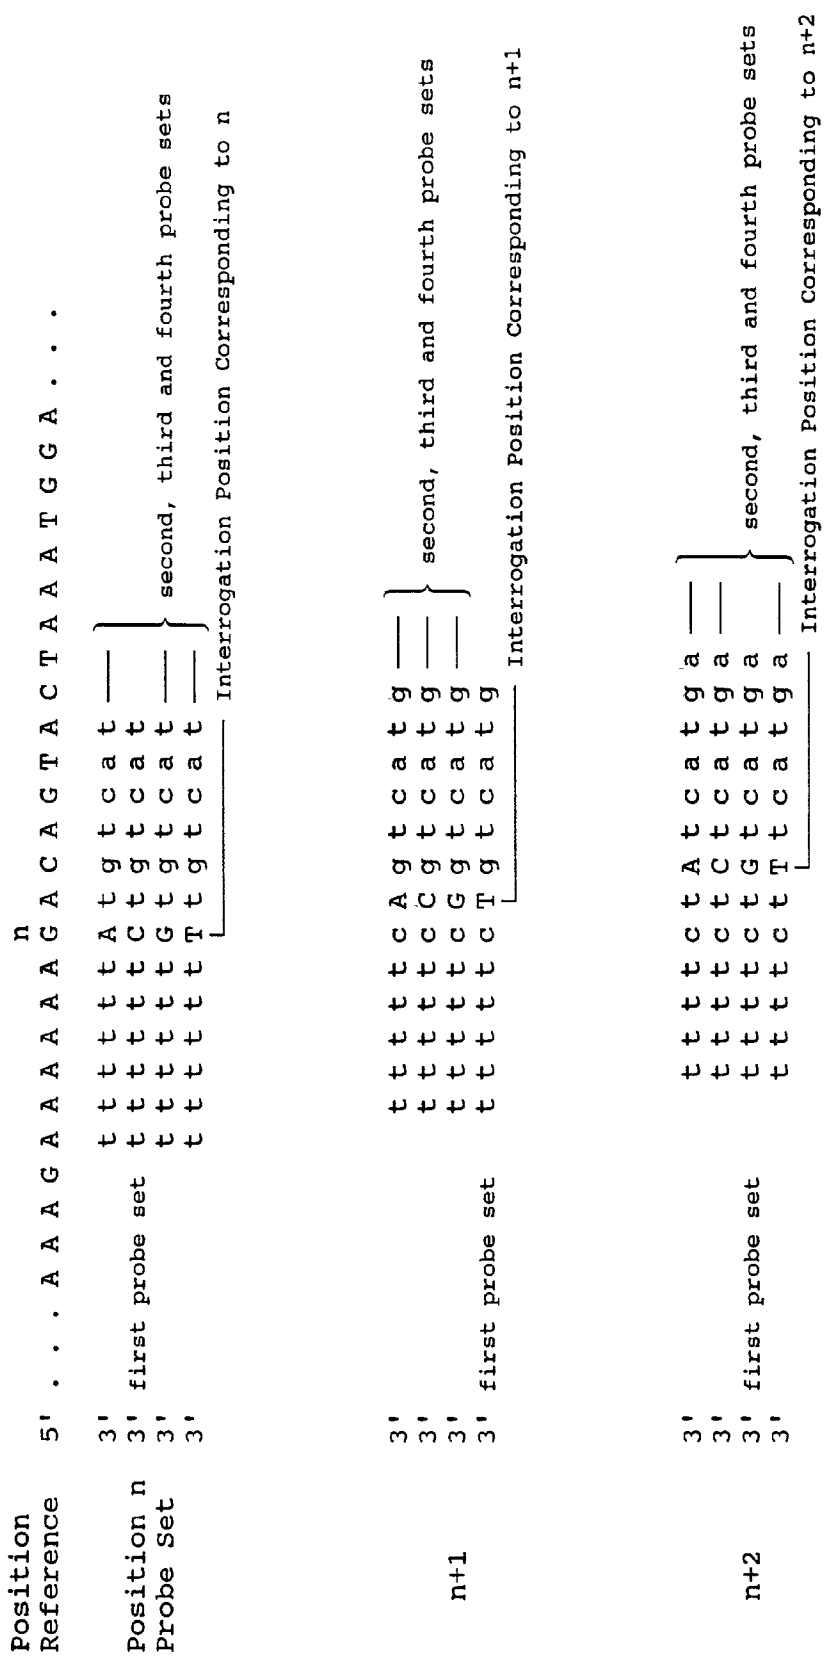 Position n
Reference 5' . . . A A A G A A A A A A G A C A G T A C T A A A T G G A . . .
3' t t t t t t A t g t c a t
Position n 3' first probe set t t t t t t C t g t c a t
Probe Set 3' t t t t t t G t g t c a t second, third and fourth probe sets
3' t t t t t t T t g t c a t
Interrogation Position Corresponding to n
3' t t t t t c A g t c a t g
3' t t t t t c C g t c a t g second, third and fourth probe sets
n+1 3' t t t t t c G g t c a t g
3' first probe set t t t t t c T g t c a t g
Interrogation Position Corresponding to n+1
3' t t t t c t A t c a t g a
3' t t t t c t C t c a t g a
n+2 3' first probe set t t t t c t G t c a t g a second, third and fourth probe sets
3' t t t t c t T t c a t g a
Interrogation Position Corresponding to n+2